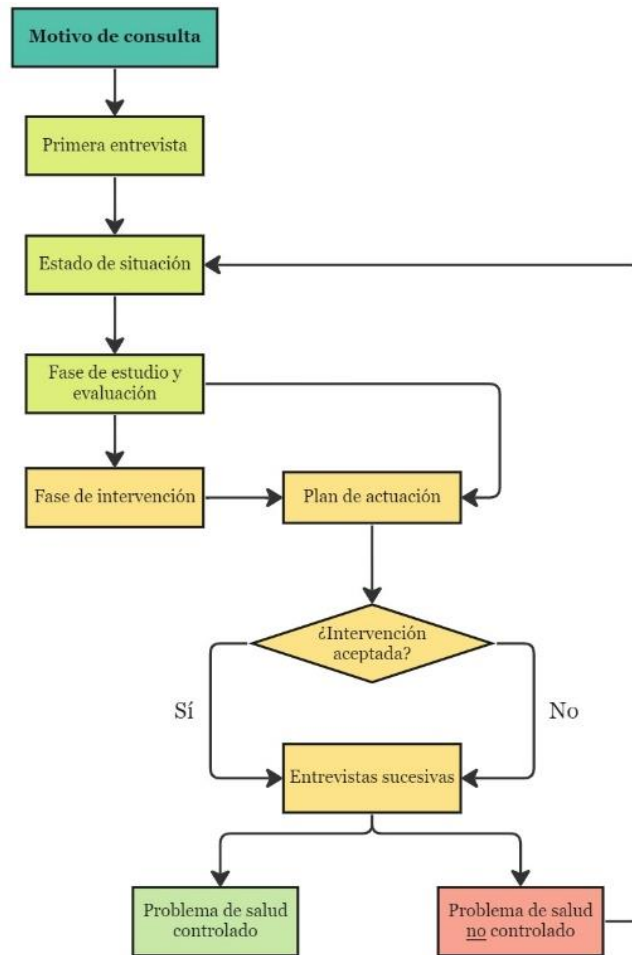 Motivo de consulta
Primera entrevista
Estado de situación
Fase de estudio y
evaluación
Fase de intervención
Plan de actuación
¿Intervención
aceptada?
Sí
No
Entrevistas sucesivas
Problema de salud
controlado
Problema de salud
no controlado